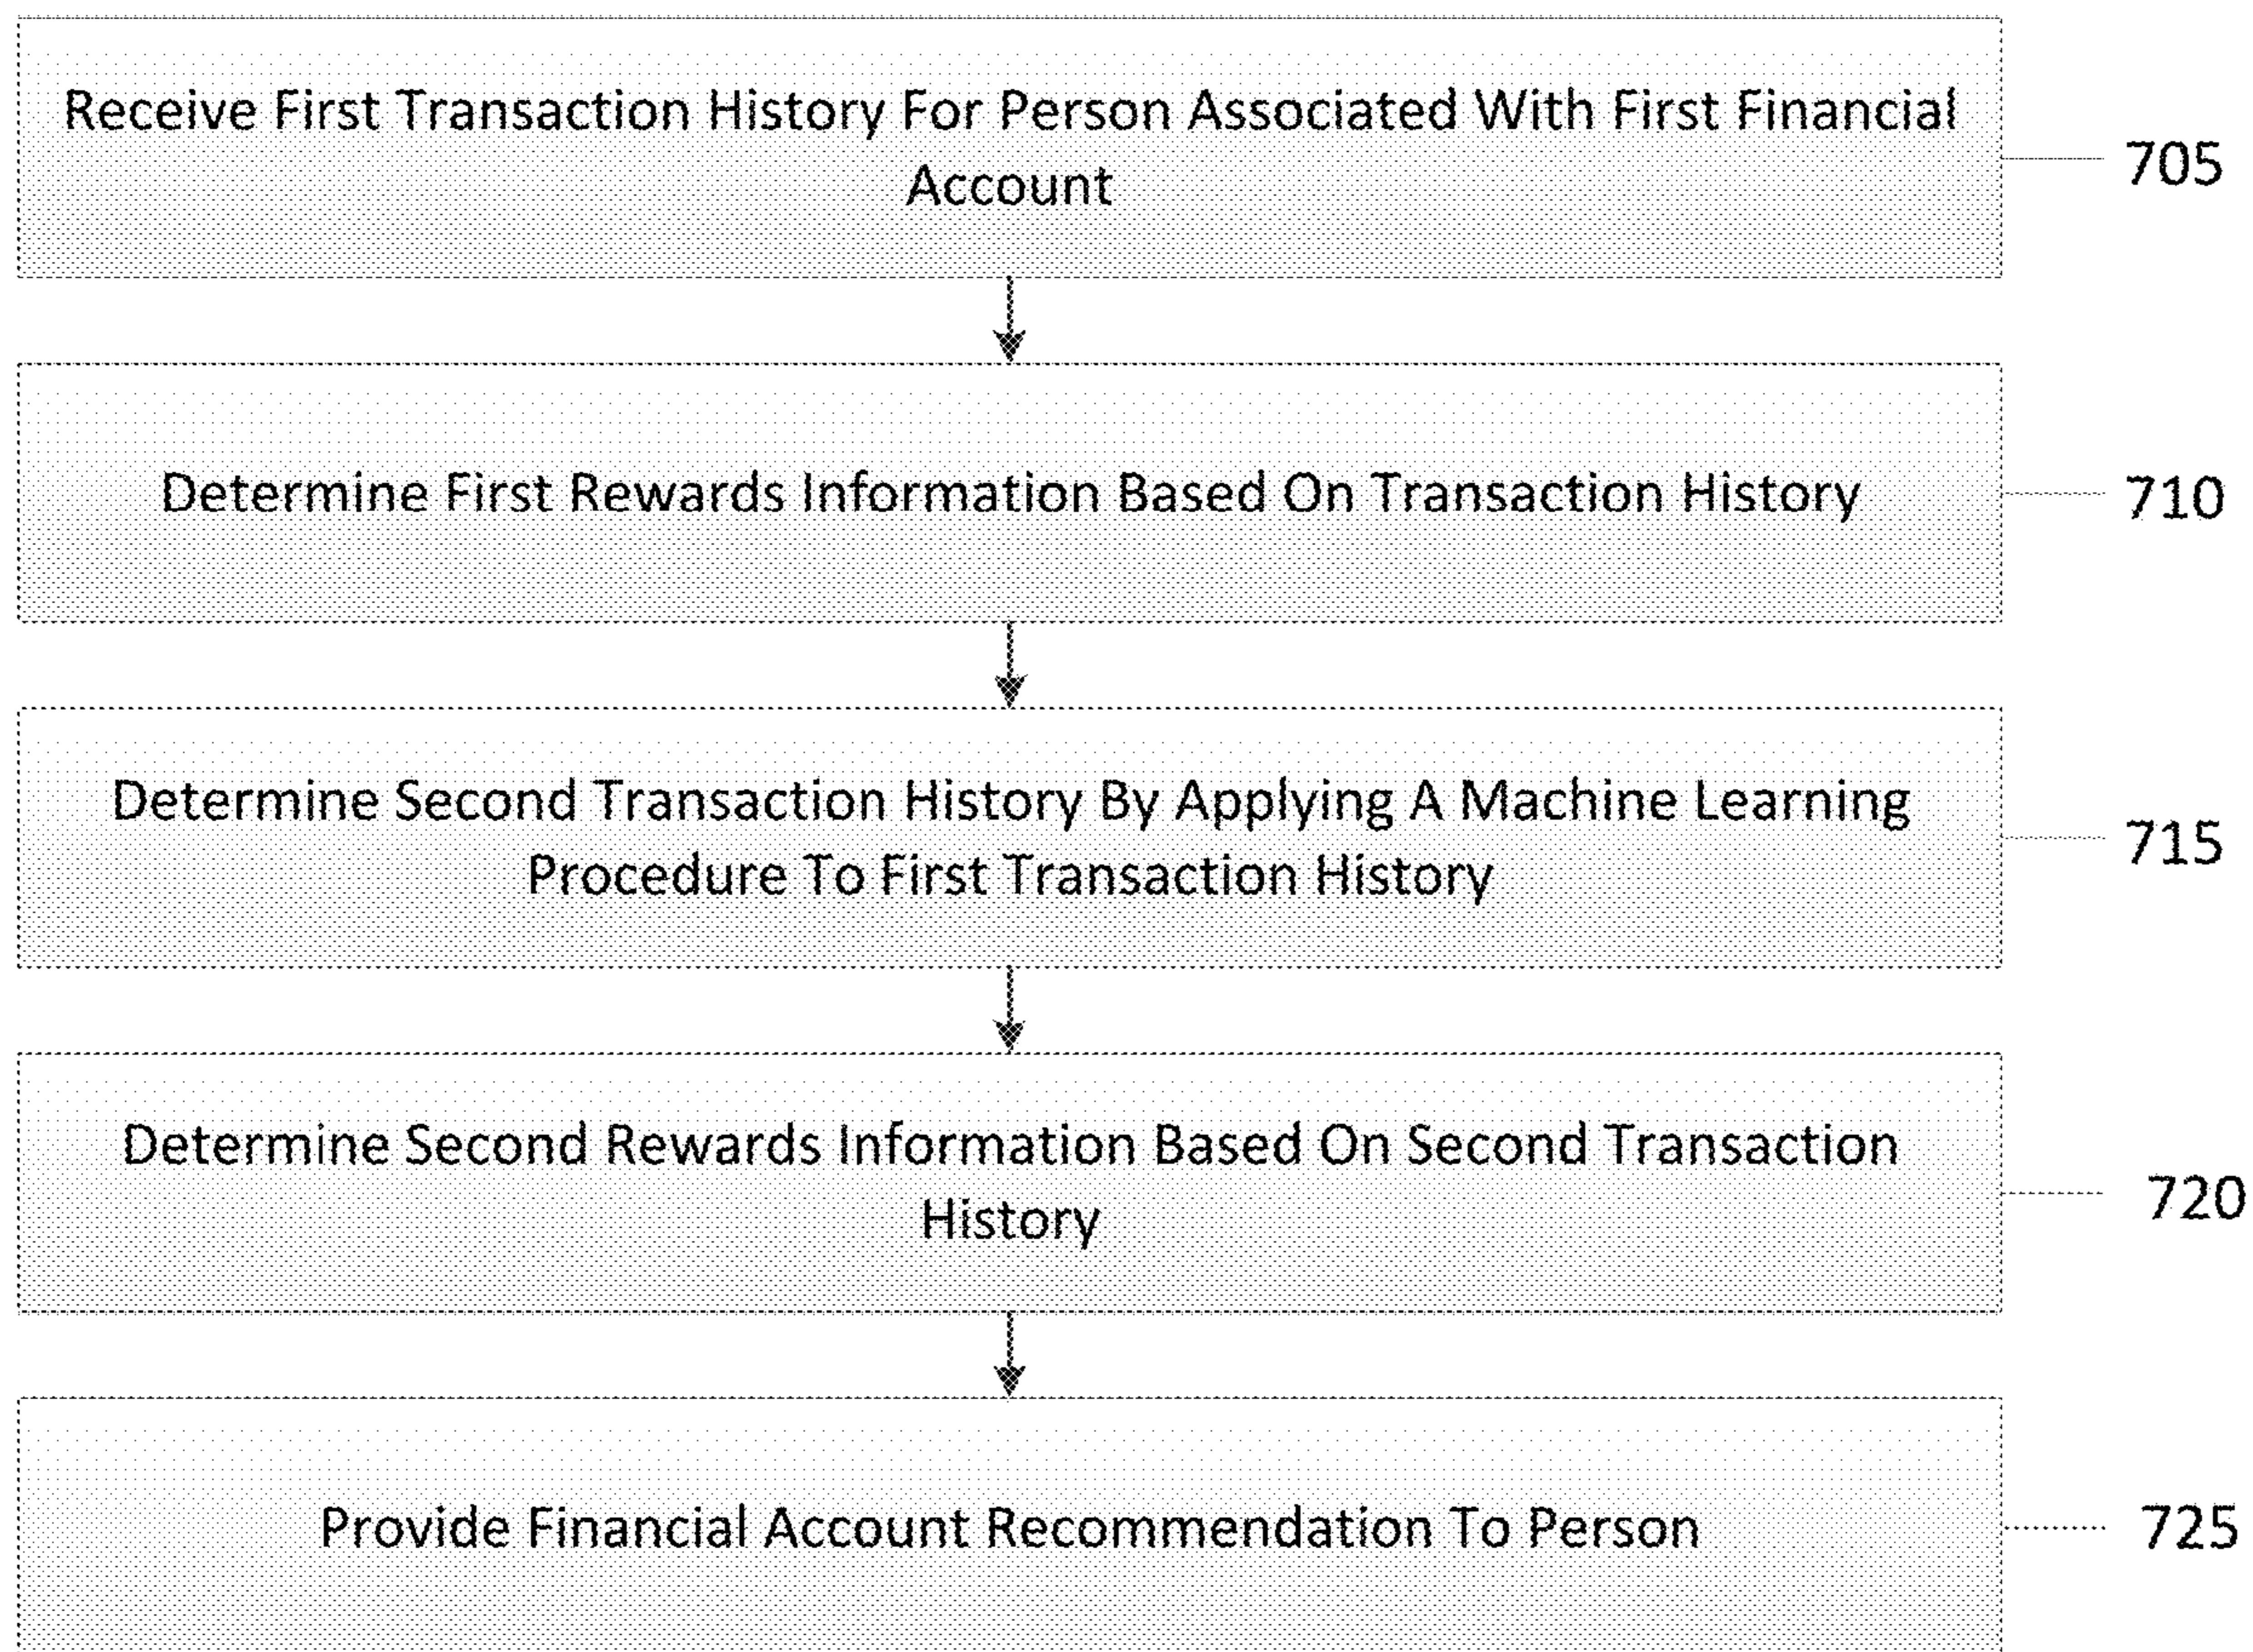 Receive First Transaction History For Person Associated With First Financial
Account
705
Determine First Rewards Information Based On Transaction History
710
Determine Second Transaction History By Applying A Machine Learning
Procedure To First Transaction History
715
Determine Second Rewards Information Based On Second Transaction
History
720
Provide Financial Account Recommendation To Person
725